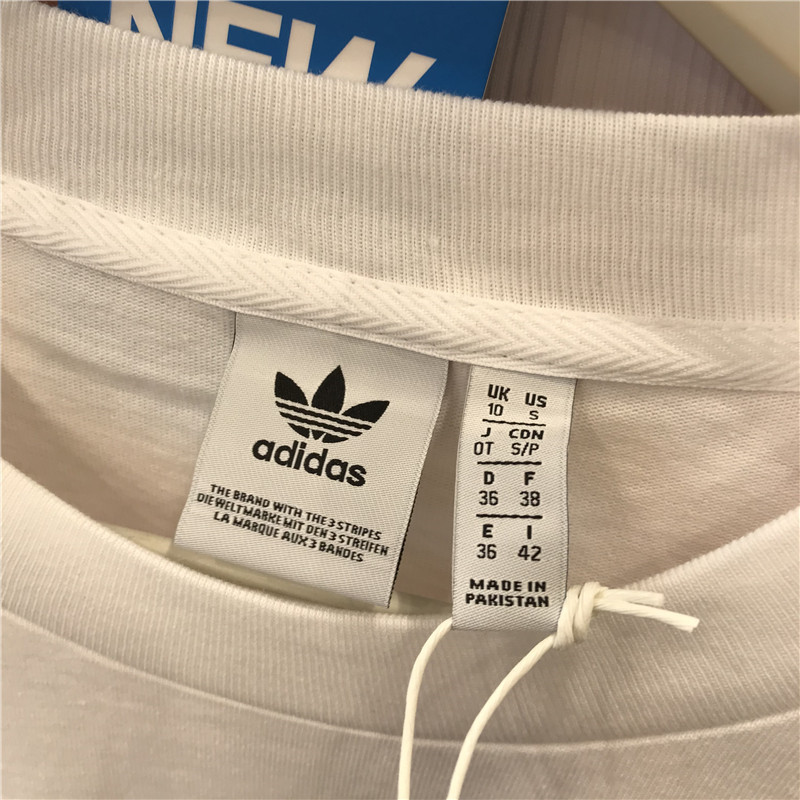 NEW
adidas
THE BRAND WITH THE 3 STRIPES
DIE WELTMARKE MIT DEN 3 STREIFEN
LA MARQUE AUX 3 BANDES
UK US
10 S
J CDN
OT S/P
D F
36 38
E I
36 42
MADE IN
PAKISTAN